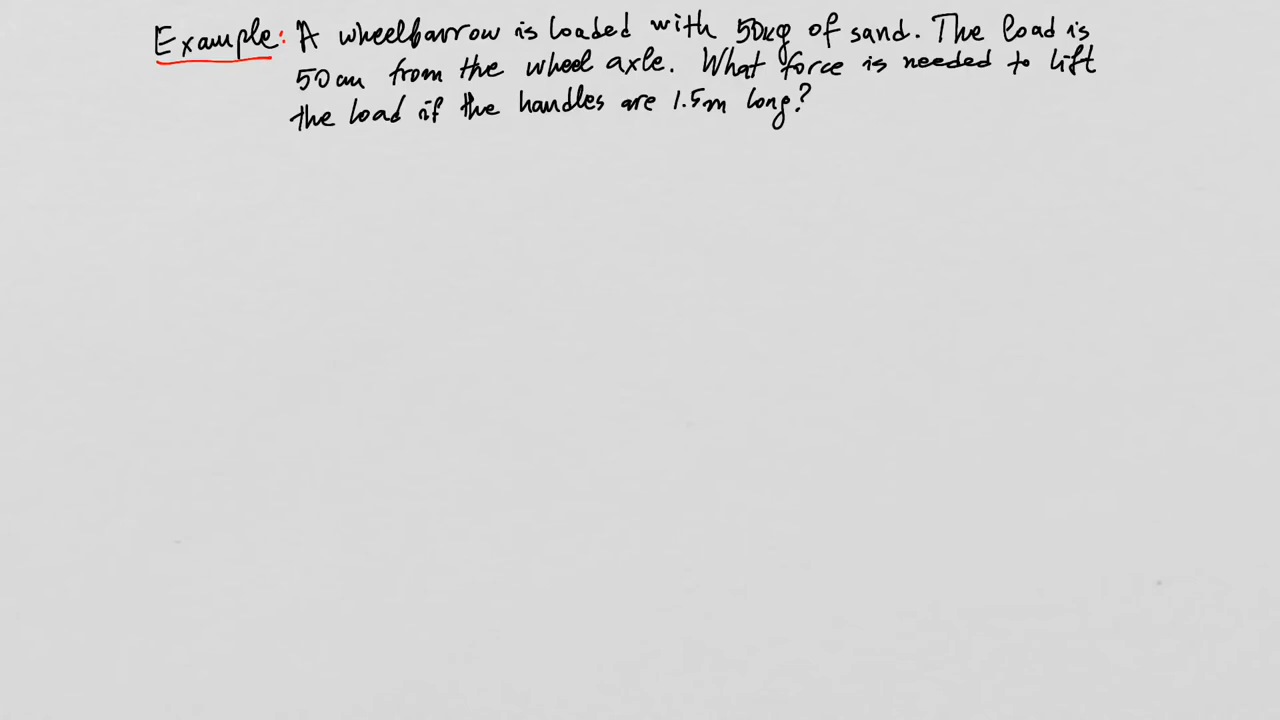 Example: A wheelbarrow is loaded with 50kg of sand. The load is
50cm from the wheel axle. What force is needed to lift
the load if the handles are 1.5m long?